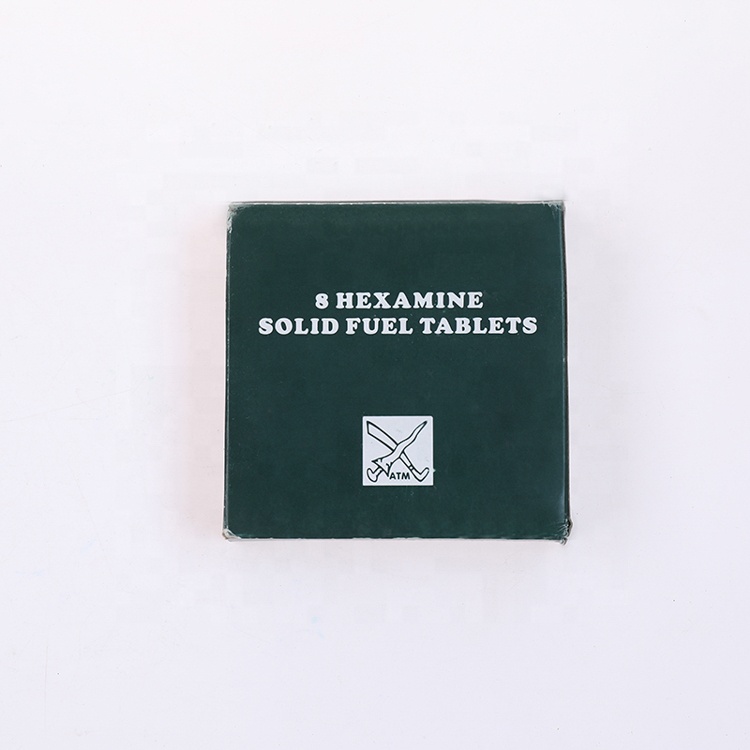 8 HEXAMINE
SOLID FUEL TABLETS
ATM